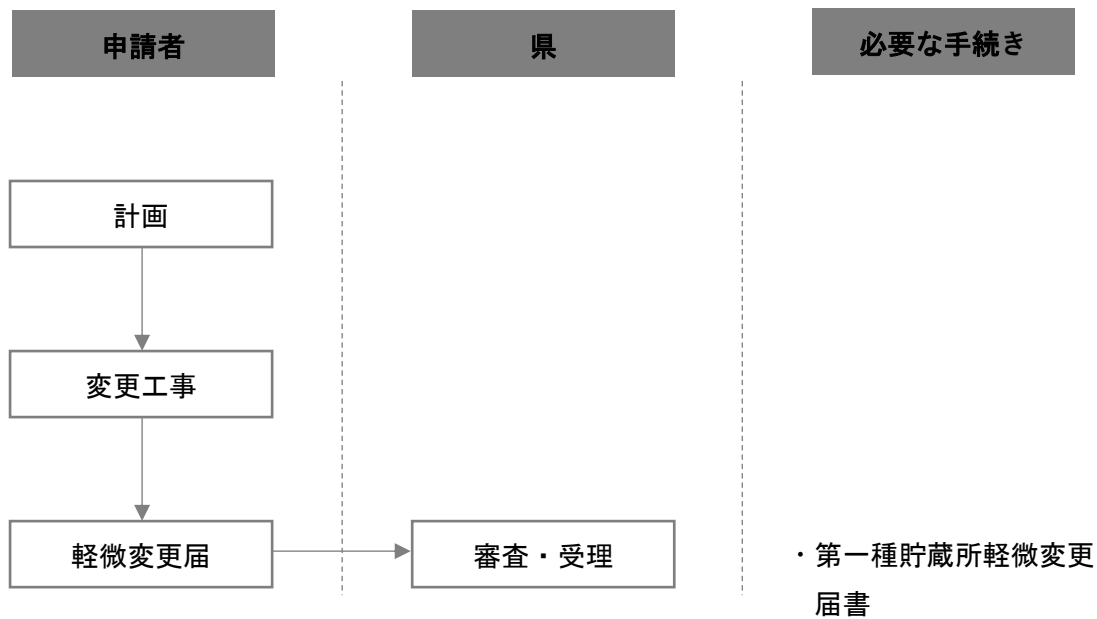 申請者
県
必要な手続き
計画
変更工事
軽微変更届
審査・受理
・第一種貯蔵所軽微変更
届書